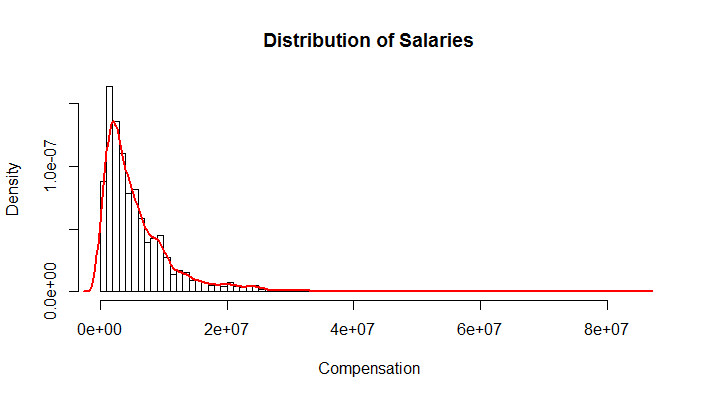 Distribution of Salaries
Density
1.0e-07
0.0e+00
0e+00 2e+07 4e+07 6e+07 8e+07
Compensation